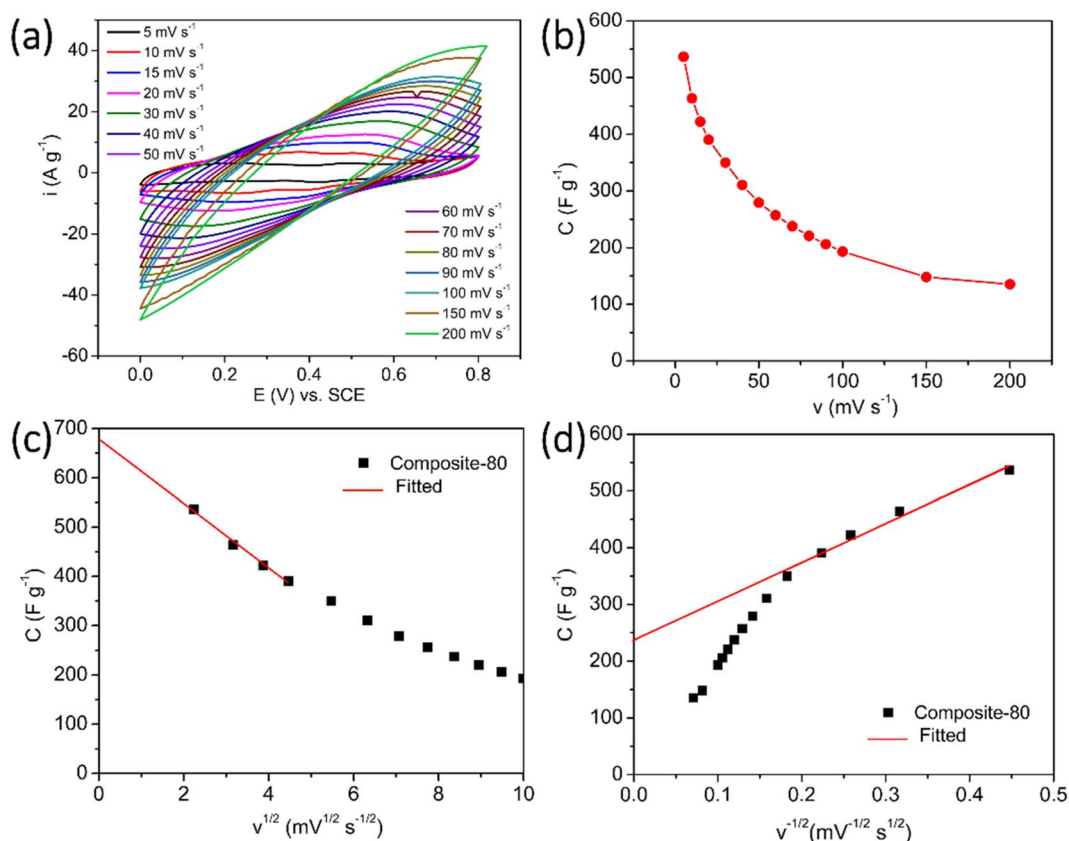 (a)
5 mV s⁻¹
10 mV s⁻¹
15 mV s⁻¹
20 mV s⁻¹
30 mV s⁻¹
40 mV s⁻¹
50 mV s⁻¹
60 mV s⁻¹
70 mV s⁻¹
80 mV s⁻¹
90 mV s⁻¹
100 mV s⁻¹
150 mV s⁻¹
200 mV s⁻¹
40
20
0
-20
-40
-60
i (A g⁻¹)
0.0 0.2 0.4 0.6 0.8
E (V) vs. SCE
(b)
600
500
400
300
200
100
0
C (F g⁻¹)
0 50 100 150 200
v (mV s⁻¹)
(c)
700
600
500
400
300
200
100
0
C (F g⁻¹)
Composite-80
Fitted
0 2 4 6 8 10
v^1/2 (mV^1/2 s^-1/2)
(d)
600
500
400
300
200
100
0
C (F g⁻¹)
Composite-80
Fitted
0.0 0.1 0.2 0.3 0.4 0.5
v^-1/2(mV^-1/2 s^1/2)